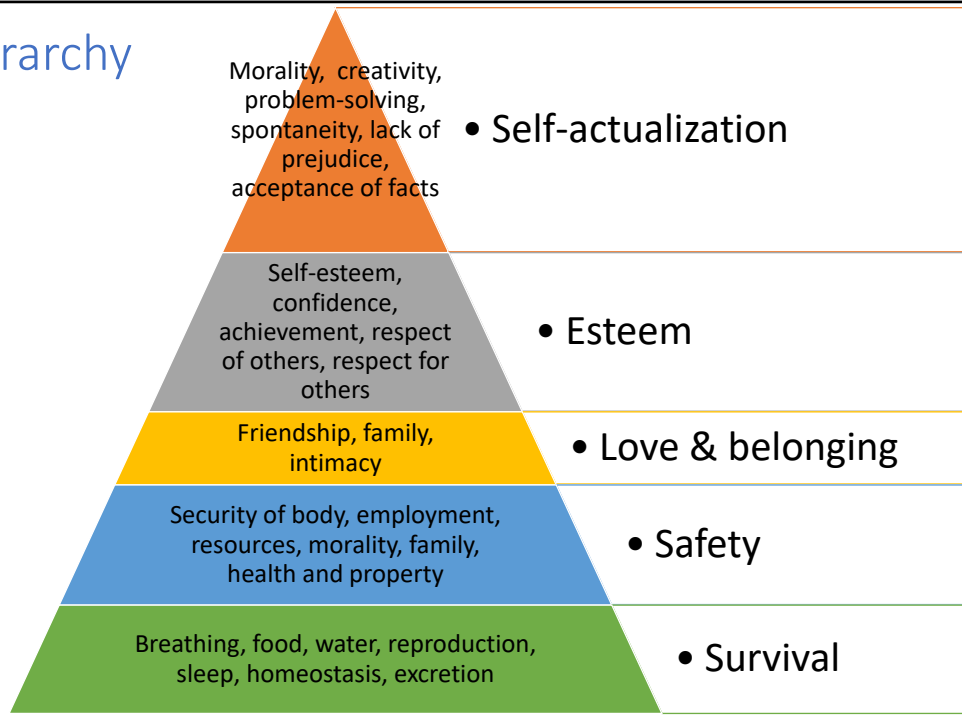 rarchy
Morality, creativity,
problem-solving,
spontaneity, lack of
prejudice,
acceptance of facts
• Self-actualization
Self-esteem,
confidence,
achievement, respect
of others, respect for
others
• Esteem
Friendship, family,
intimacy
• Love & belonging
Security of body, employment,
resources, morality, family,
health and property
• Safety
Breathing, food, water, reproduction,
sleep, homeostasis, excretion
• Survival